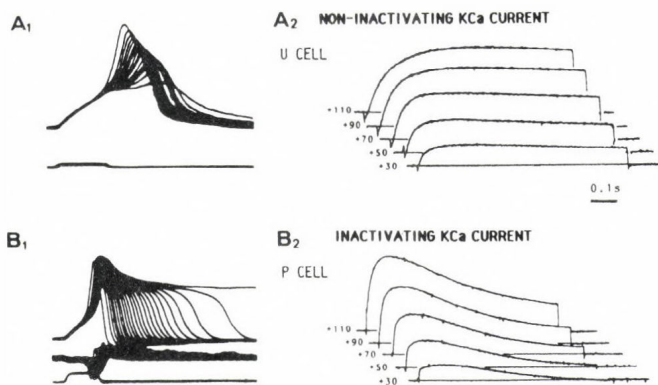 A1
A2 NON-INACTIVATING KCa CURRENT
U CELL
+110
+90
+70
+50
+30
0.1s
B1
B2 INACTIVATING KCa CURRENT
P CELL
+110
+90
+70
+50
+30